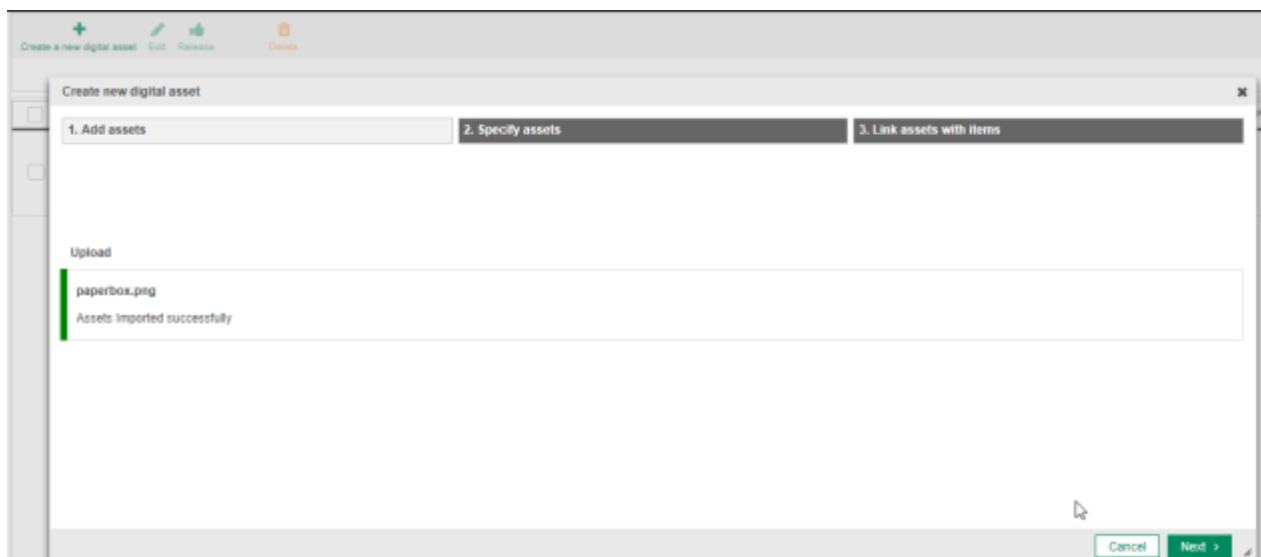 Create a new digital asset Edit Release Delete
Create new digital asset
1. Add assets 2. Specify assets 3. Link assets with items
Upload
paperbox.png
Assets Imported successfully
Cancel Next >